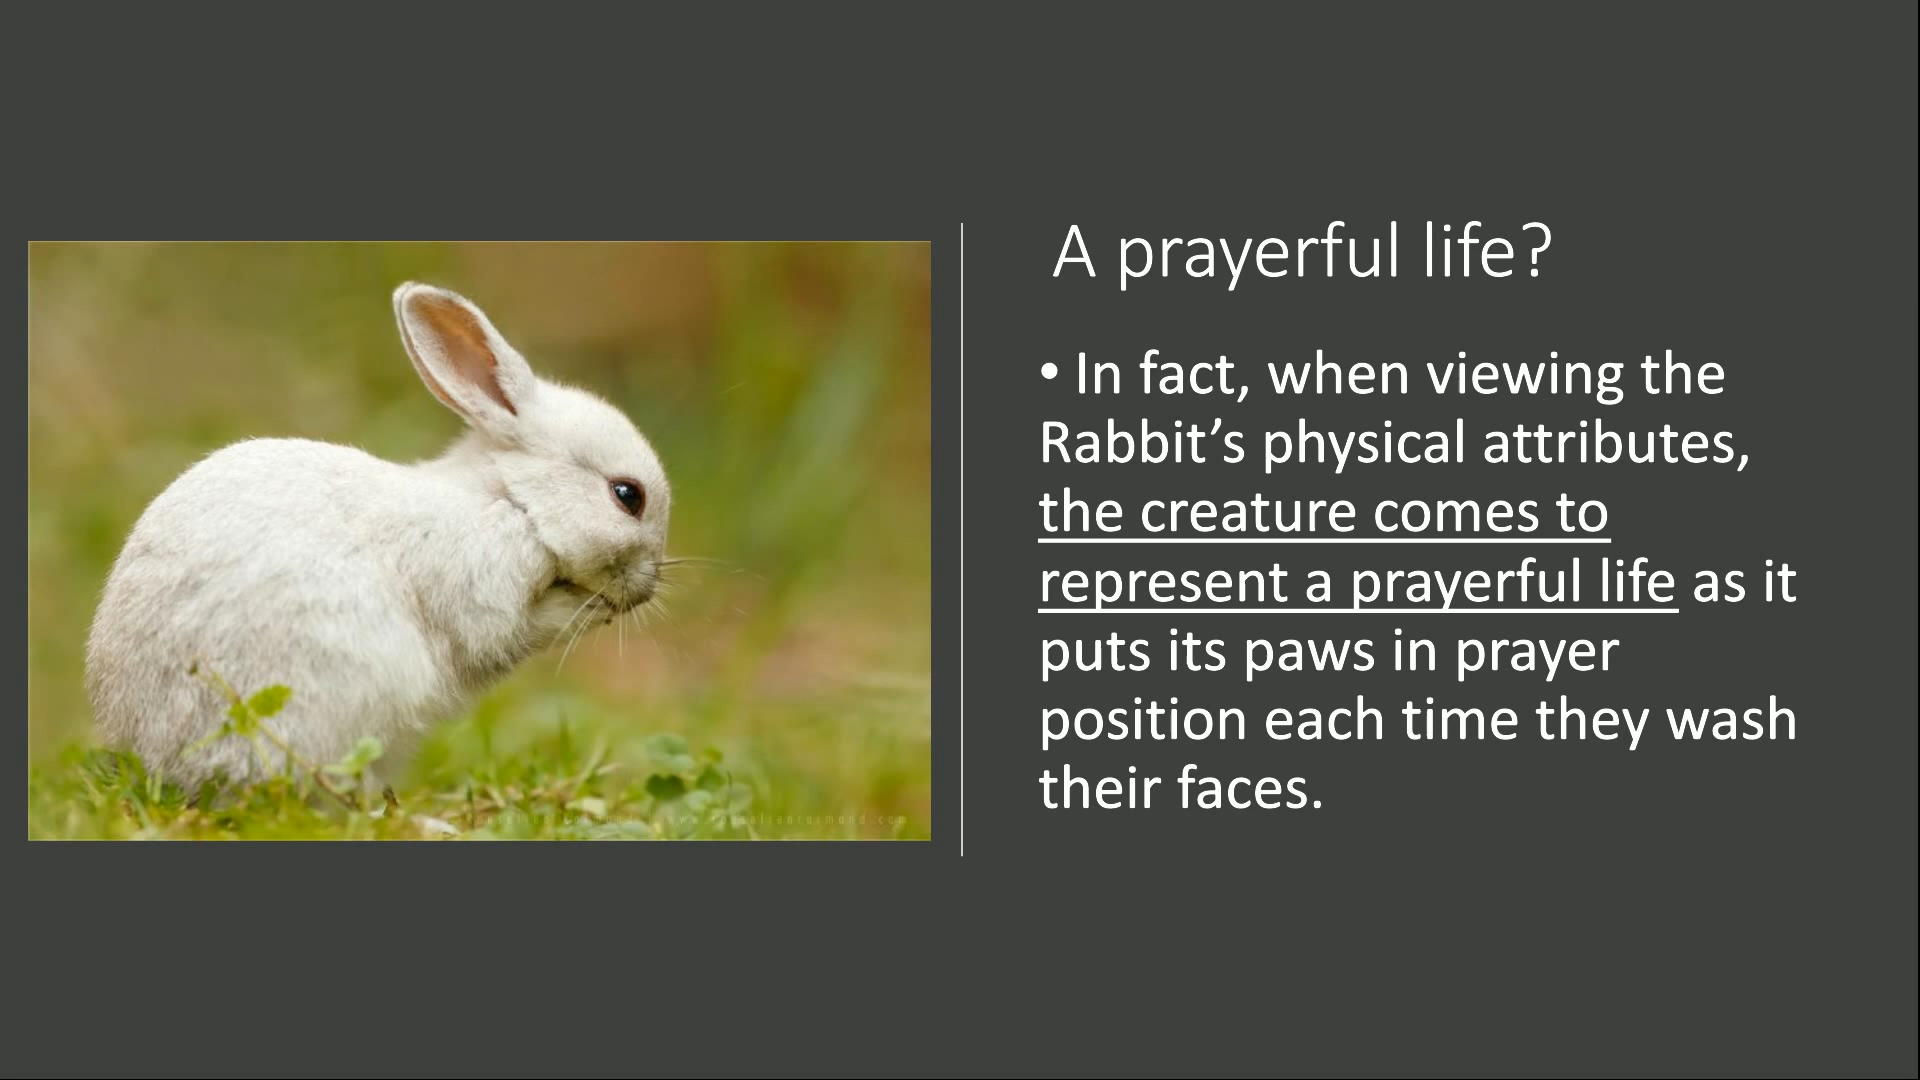 A prayerful life?
• In fact, when viewing the
Rabbit’s physical attributes,
the creature comes to
represent a prayerful life as it
puts its paws in prayer
position each time they wash
their faces.